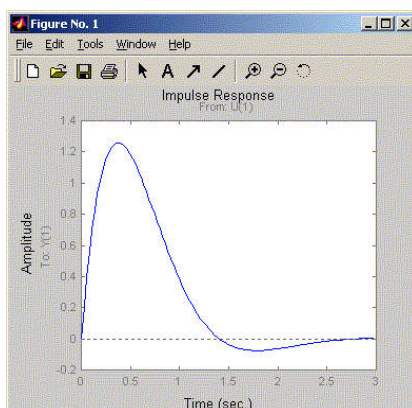 Figure No. 1
File Edit Tools Window Help
A
Impulse Response
From: U(1)
Amplitude
To: Y(1)
1.4
1.2
1
0.8
0.6
0.4
0.2
0
-0.2
0 0.5 1 1.5 2 2.5 3
Time (sec.)